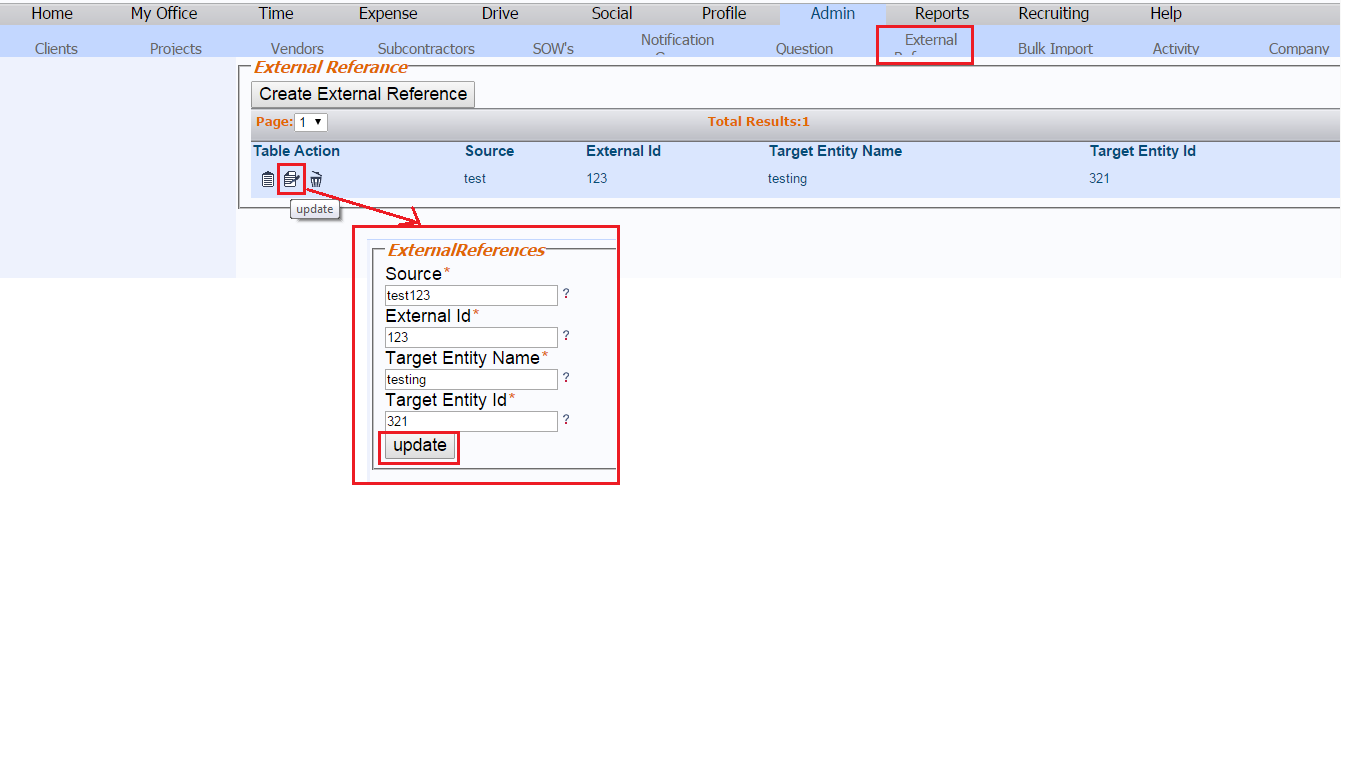 Home My Office Time Expense Drive Social Profile Admin Reports Recruiting Help
Clients Projects Vendors Subcontractors SOW's Notification Question External Bulk Import Activity Company
External Referance
Create External Reference
Page: 1 Total Results:1
Table Action Source External Id Target Entity Name Target Entity Id
test 123 testing 321
update
ExternalReferences
Source*
test123 ?
External Id*
123 ?
Target Entity Name*
testing ?
Target Entity Id*
321 ?
update